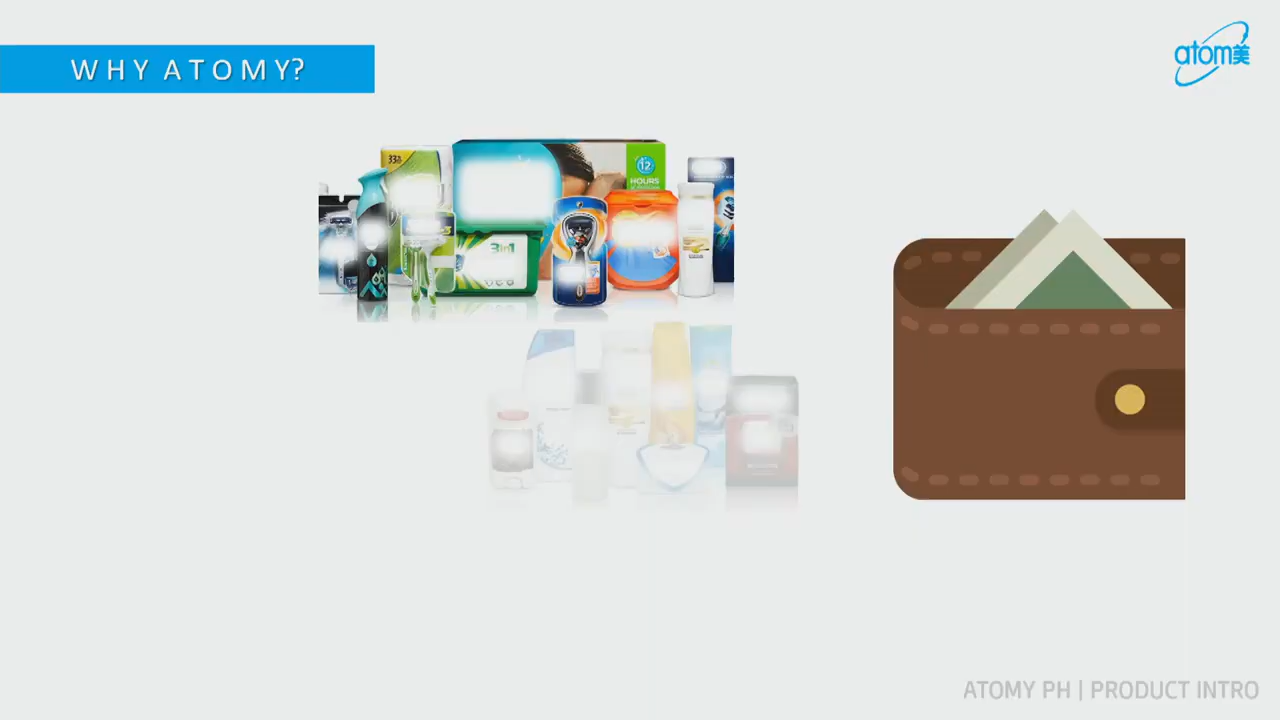 WHY ATOMY?
atom美
33%
12
HOURS
3in1
ATOMY PH | PRODUCT INTRO